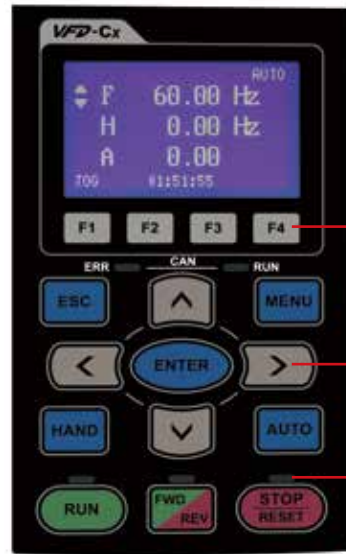 VFD-Cx
AUTO
F 60.00 Hz
H 0.00 Hz
A 0.00
TOG 01:51:55
F1 F2 F3 F4
ERR CAN RUN
ESC MENU
ENTER
HAND AUTO
RUN FWD REV STOP RESET